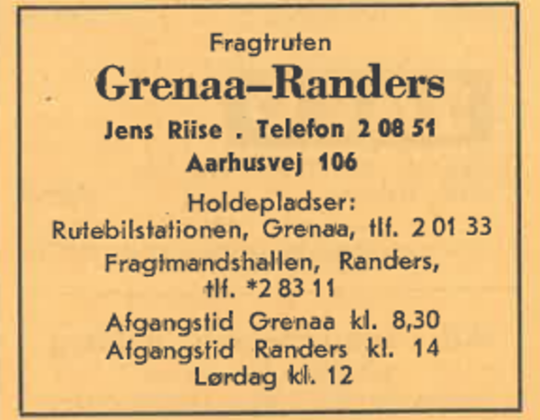 Fragtruten
Grenaa–Randers
Jens Riise . Telefon 2 08 51
Aarhusvej 106
Holdepladser:
Rutebilstationen, Grenaa, tlf. 2 01 33
Fragtmandshallen, Randers,
tlf. *2 83 11
Afgangstid Grenaa kl. 8,30
Afgangstid Randers kl. 14
Lørdag kl. 12